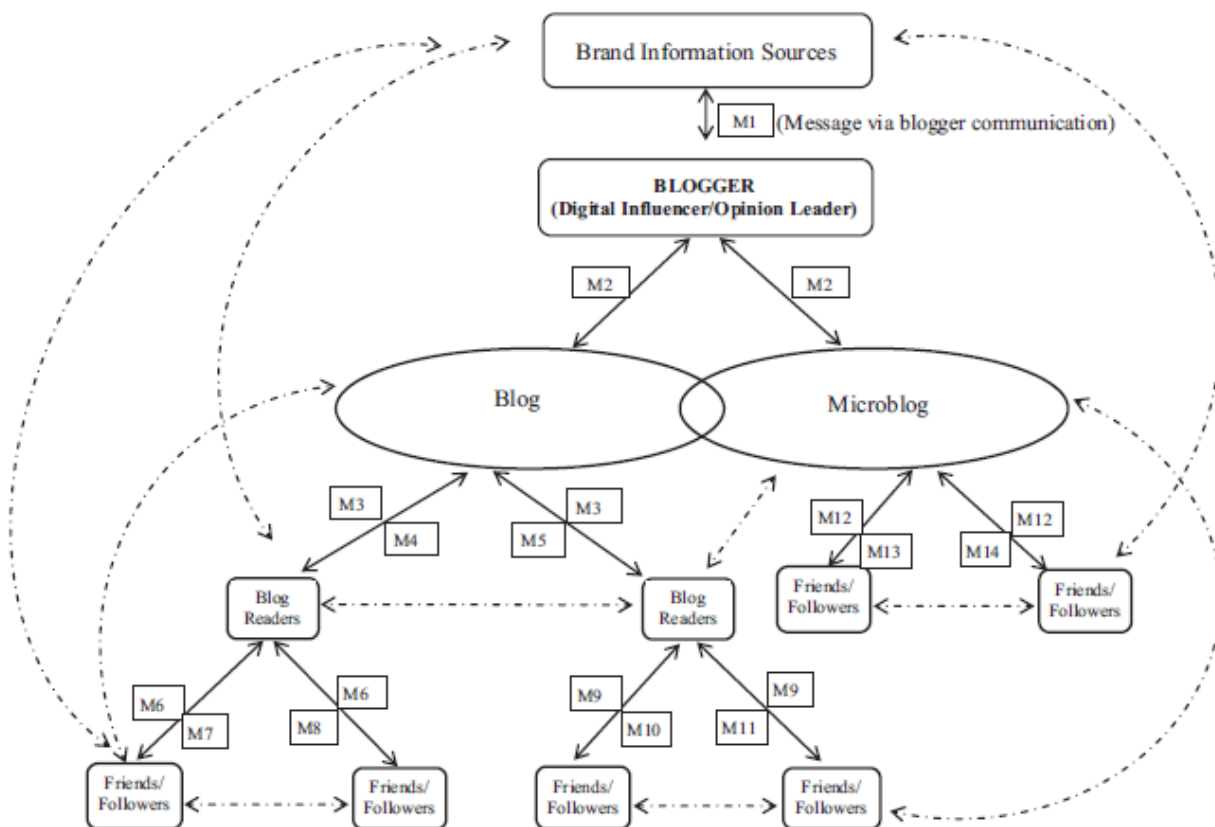 Brand Information Sources
M1 (Message via blogger communication)
BLOGGER
(Digital Influencer/Opinion Leader)
M2
M2
Blog
Microblog
M3
M3
M4
M5
M12
M12
M13
M14
Blog
Readers
Blog
Readers
Friends/
Followers
Friends/
Followers
M6
M6
M7
M8
M9
M9
M10
M11
Friends/
Followers
Friends/
Followers
Friends/
Followers
Friends/
Followers